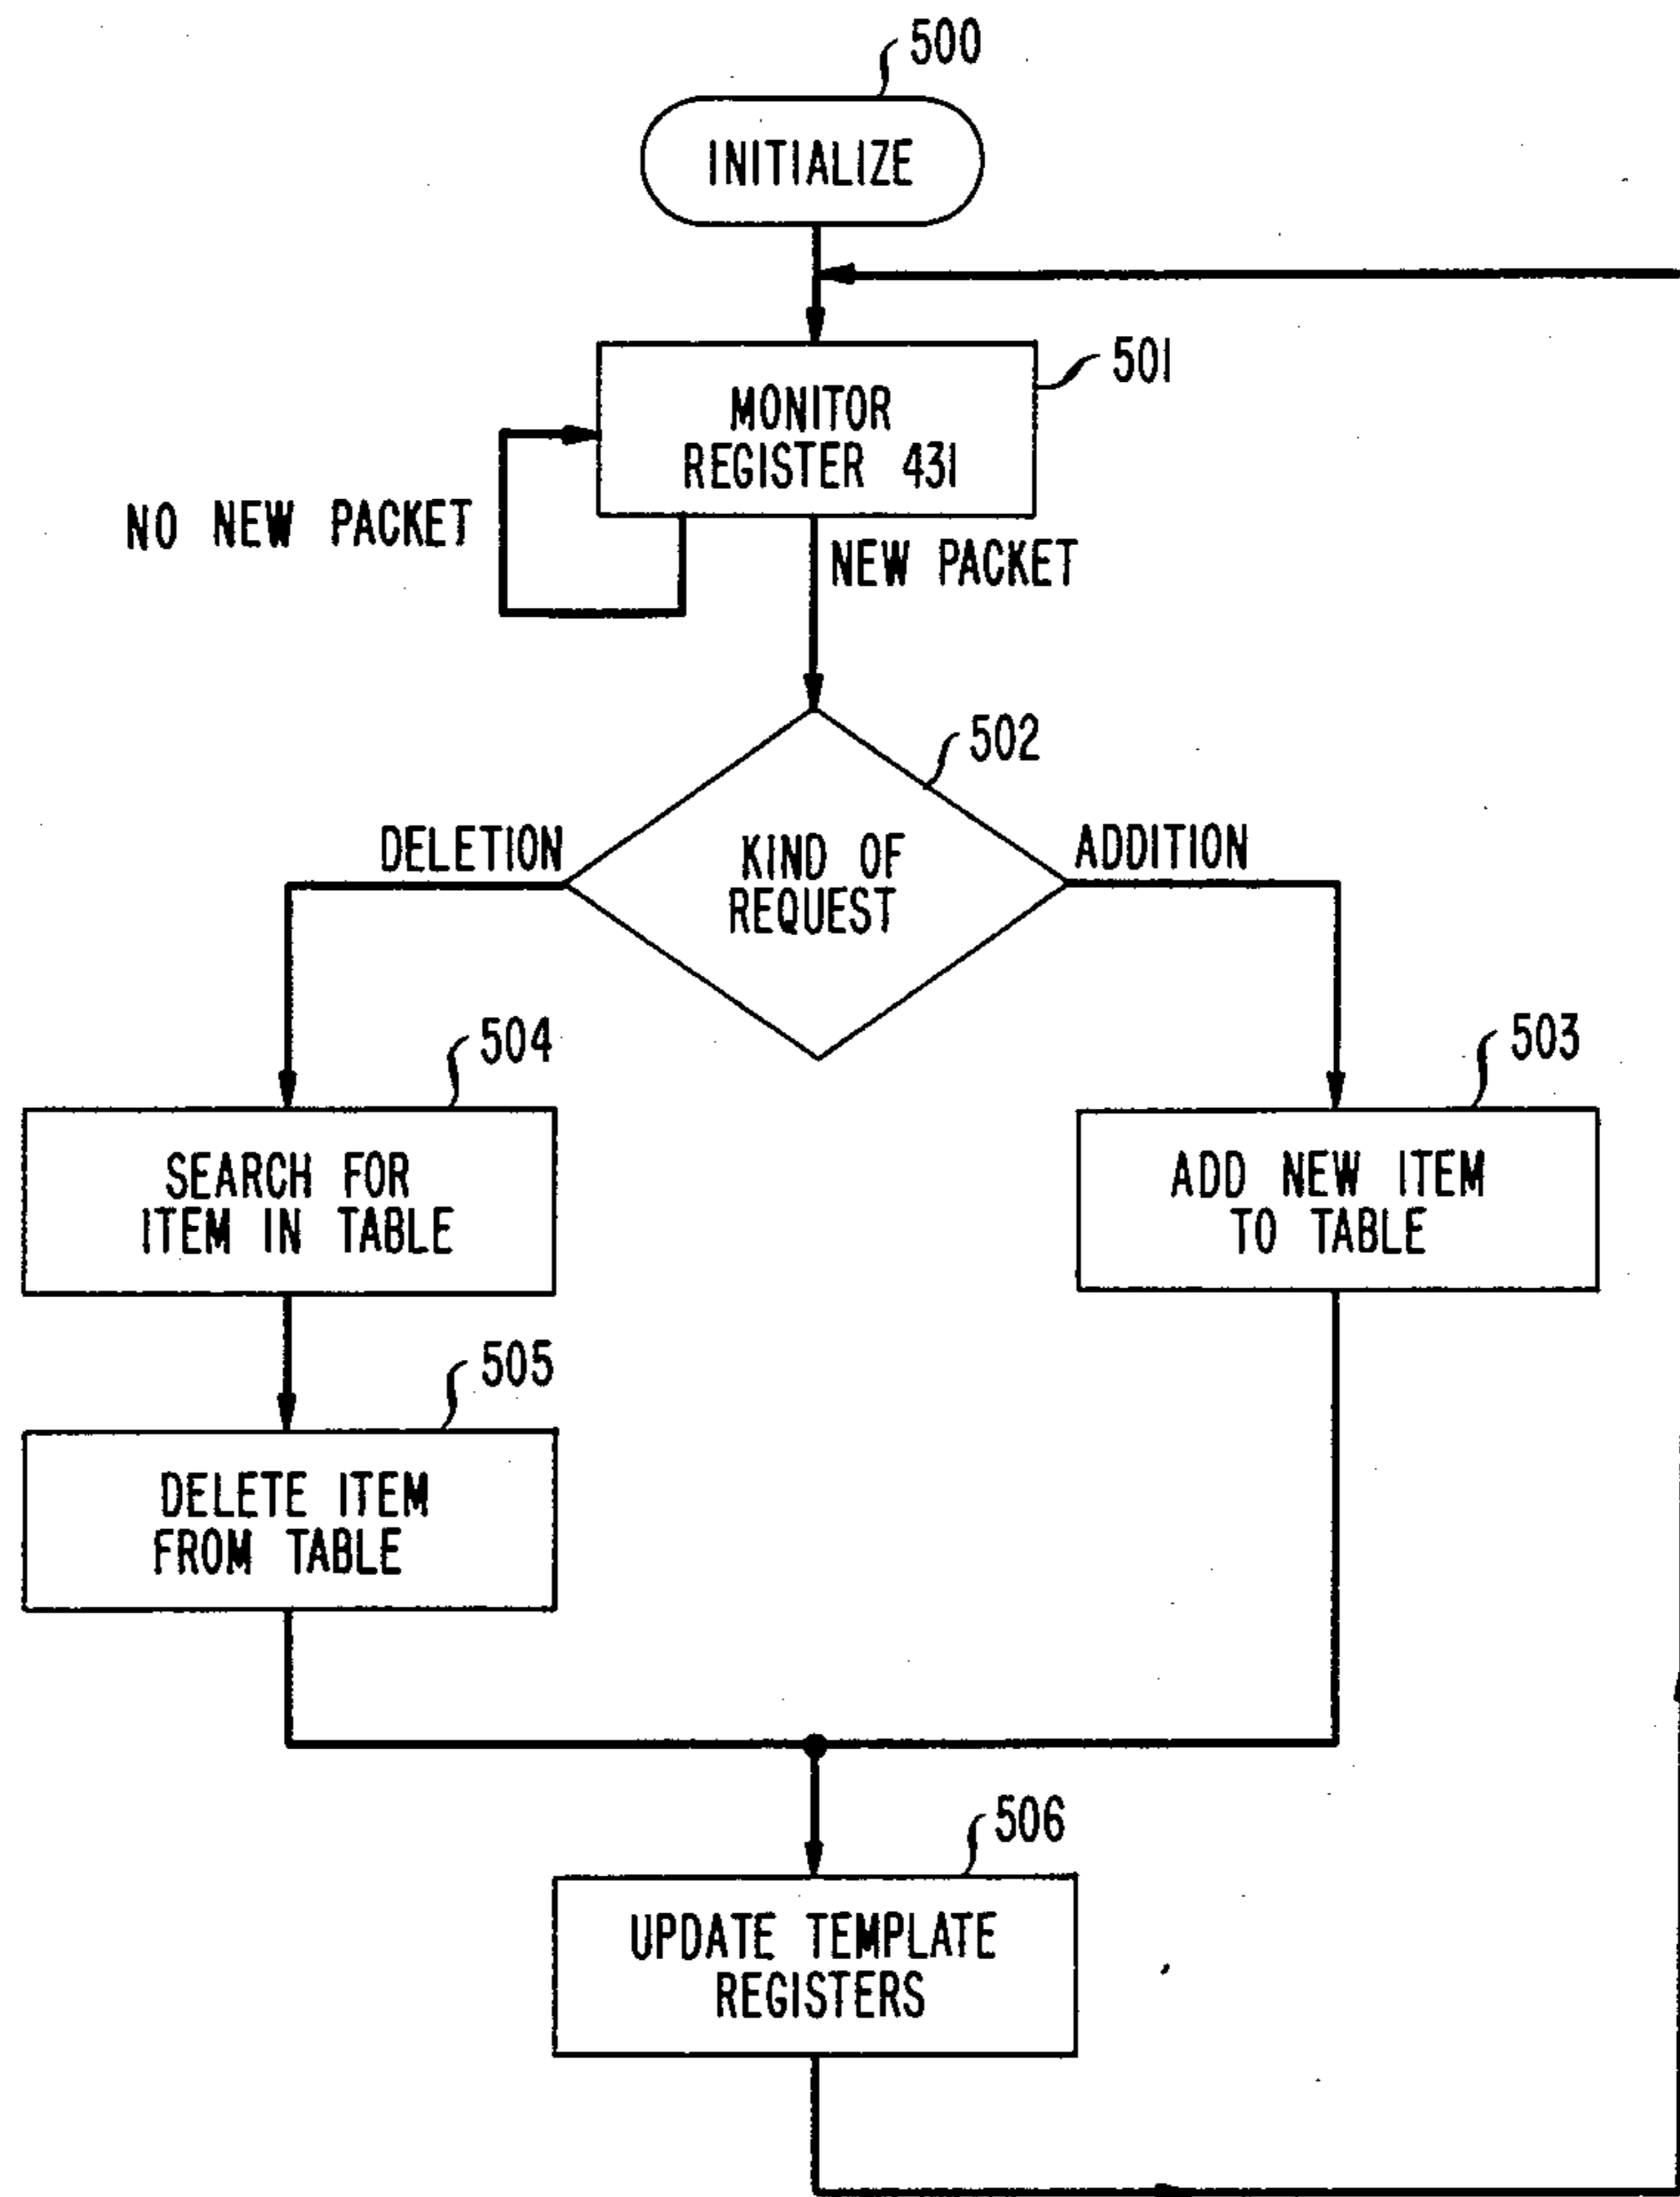 500
INITIALIZE
501
MONITOR
REGISTER 431
NO NEW PACKET
NEW PACKET
502
DELETION
KIND OF
REQUEST
ADDITION
504
503
SEARCH FOR
ITEM IN TABLE
ADD NEW ITEM
TO TABLE
505
DELETE ITEM
FROM TABLE
506
UPDATE TEMPLATE
REGISTERS